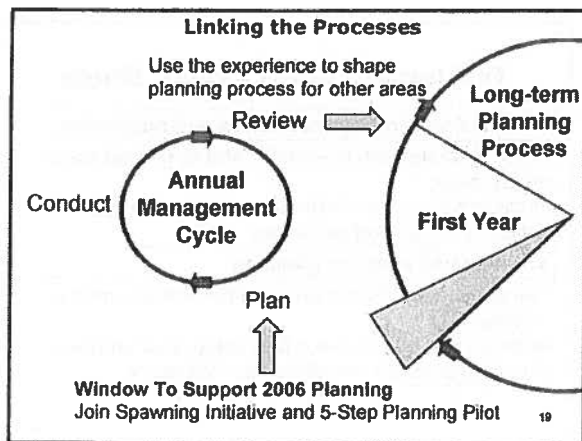 Linking the Processes
Use the experience to shape
planning process for other areas
Review
Long-term
Planning
Process
Annual
Management
Cycle
Conduct
First Year
Plan
Window To Support 2006 Planning
Join Spawning Initiative and 5-Step Planning Pilot
19